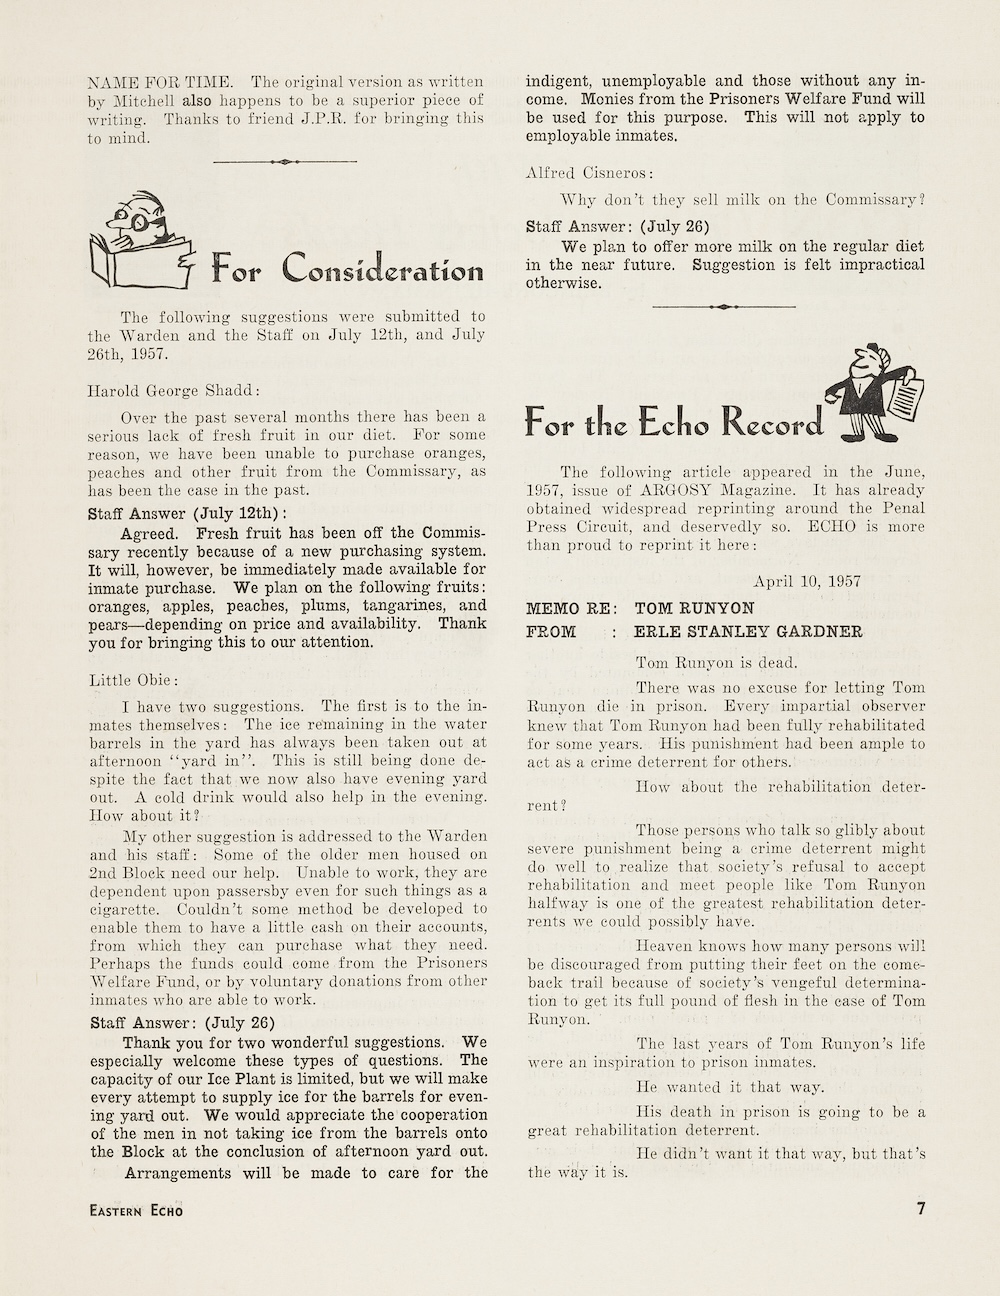 NAME FOR TIME. The original version as written
by Mitchell also happens to be a superior piece of
writing. Thanks to friend J.P.R. for bringing this
to mind.
For Consideration
The following suggestions were submitted to
the Warden and the Staff on July 12th, and July
26th, 1957.
Harold George Shadd:
Over the past several months there has been a
serious lack of fresh fruit in our diet. For some
reason, we have been unable to purchase oranges,
peaches and other fruit from the Commissary, as
has been the case in the past.
Staff Answer (July 12th):
Agreed. Fresh fruit has been off the Commis-
sary recently because of a new purchasing system.
It will, however, be immediately made available for
inmate purchase. We plan on the following fruits:
oranges, apples, peaches, plums, tangarines, and
pears—depending on price and availability. Thank
you for bringing this to our attention.
Little Obie:
I have two suggestions. The first is to the in-
mates themselves: The ice remaining in the water
barrels in the yard has always been taken out at
afternoon "yard in". This is still being done de-
spite the fact that we now also have evening yard
out. A cold drink would also help in the evening.
How about it?
My other suggestion is addressed to the Warden
and his staff: Some of the older men housed on
2nd Block need our help. Unable to work, they are
dependent upon passersby even for such things as a
cigarette. Couldn't some method be developed to
enable them to have a little cash on their accounts,
from which they can purchase what they need.
Perhaps the funds could come from the Prisoners
Welfare Fund, or by voluntary donations from other
inmates who are able to work.
Staff Answer: (July 26)
Thank you for two wonderful suggestions. We
especially welcome these types of questions. The
capacity of our Ice Plant is limited, but we will make
every attempt to supply ice for the barrels for even-
ing yard out. We would appreciate the cooperation
of the men in not taking ice from the barrels onto
the Block at the conclusion of afternoon yard out.
Arrangements will be made to care for the
indigent, unemployable and those without any in-
come. Monies from the Prisoners Welfare Fund will
be used for this purpose. This will not apply to
employable inmates.
Alfred Cisneros:
Why don't they sell milk on the Commissary?
Staff Answer: (July 26)
We plan to offer more milk on the regular diet
in the near future. Suggestion is felt impractical
otherwise.
For the Echo Record
The following article appeared in the June,
1957, issue of ARGOSY Magazine. It has already
obtained widespread reprinting around the Penal
Press Circuit, and deservedly so. ECHO is more
than proud to reprint it here:
April 10, 1957
MEMO RE: TOM RUNYON
FROM : ERLE STANLEY GARDNER
Tom Runyon is dead.
There was no excuse for letting Tom
Runyon die in prison. Every impartial observer
knew that Tom Runyon had been fully rehabilitated
for some years. His punishment had been ample to
act as a crime deterrent for others.
How about the rehabilitation deter-
rent?
Those persons who talk so glibly about
severe punishment being a crime deterrent might
do well to realize that society's refusal to accept
rehabilitation and meet people like Tom Runyon
halfway is one of the greatest rehabilitation deter-
rents we could possibly have.
Heaven knows how many persons will
be discouraged from putting their feet on the come-
back trail because of society's vengeful determina-
tion to get its full pound of flesh in the case of Tom
Runyon.
The last years of Tom Runyon's life
were an inspiration to prison inmates.
He wanted it that way.
His death in prison is going to be a
great rehabilitation deterrent.
He didn't want it that way, but that's
the way it is.
EASTERN ECHO
7